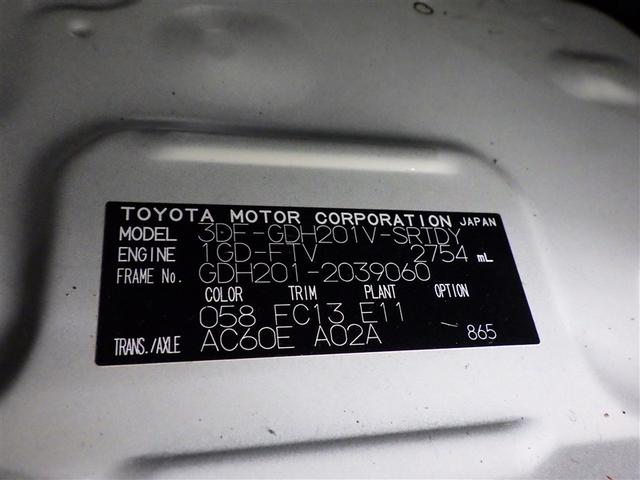 TOYOTA MOTOR CORPORATION JAPAN
MODEL 3DF-GDH201V-SRTDY
ENGINE 1GD-FTV 2754 mL
FRAME No. GDH201-2039060
COLOR TRIM PLANT OPTION
058 FC13 E11
TRANS./AXLE AC60E A02A 865